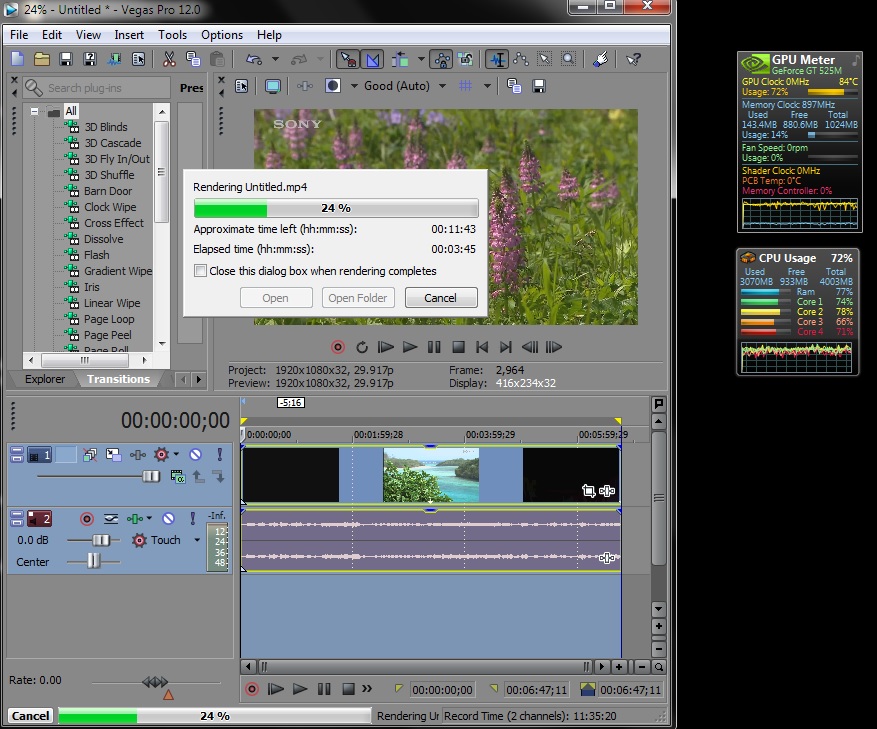 24% - Untitled * - Vegas Pro 12.0
File Edit View Insert Tools Options Help
Search plug-ins
Pres
Good (Auto)
All
3D Blinds
3D Cascade
3D Fly In/Out
3D Shuffle
Barn Door
Clock Wipe
Cross Effect
Dissolve
Flash
Gradient Wipe
Iris
Linear Wipe
Page Loop
Page Peel
Page Roll
Explorer
Transitions
SONY
Rendering Untitled.mp4
24 %
Approximate time left (hh:mm:ss): 00:11:43
Elapsed time (hh:mm:ss): 00:03:45
Close this dialog box when rendering completes
Open
Open Folder
Cancel
Project: 1920x1080x32, 29.917p
Frame: 2,964
Preview: 1920x1080x32, 29.917p
Display: 416x234x32
GPU Meter
GeForce GT 525M
GPU Clock: 0MHz 84°C
Usage: 72%
Memory Clock: 897MHz
Used Free Total
143.4MB 880.6MB 1024MB
Usage: 14%
Fan Speed: 0rpm
Usage: 0%
Shader Clock: 0MHz
PCB Temp: 0°C
Memory Controller: 0%
CPU Usage 72%
Used Free Total
3070MB 933MB 4003MB
Ram 77%
Core 1 74%
Core 2 78%
Core 3 66%
Core 4 71%
00:00:00;00
-5;16
0:00:00;00 00:01:59;28 00:03:59;29 00:05:59;29
1
2
0.0 dB
Touch
Center
-Inf.
12
24
36
48
Rate: 0.00
00:00:00;00 00:06:47;11 00:06:47;11
Cancel
24 %
Rendering Ur
Record Time (2 channels): 11:35:20